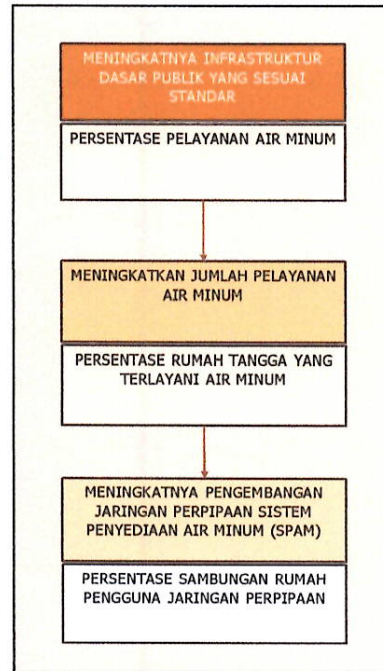 MENINGKATNYA INFRASTRUKTUR
DASAR PUBLIK YANG SESUAI
STANDAR
PERSENTASE PELAYANAN AIR MINUM
MENINGKATKAN JUMLAH PELAYANAN
AIR MINUM
PERSENTASE RUMAH TANGGA YANG
TERLAYANI AIR MINUM
MENINGKATNYA PENGEMBANGAN
JARINGAN PERPIPAAN SISTEM
PENYEDIAAN AIR MINUM (SPAM)
PERSENTASE SAMBUNGAN RUMAH
PENGGUNA JARINGAN PERPIPAAN